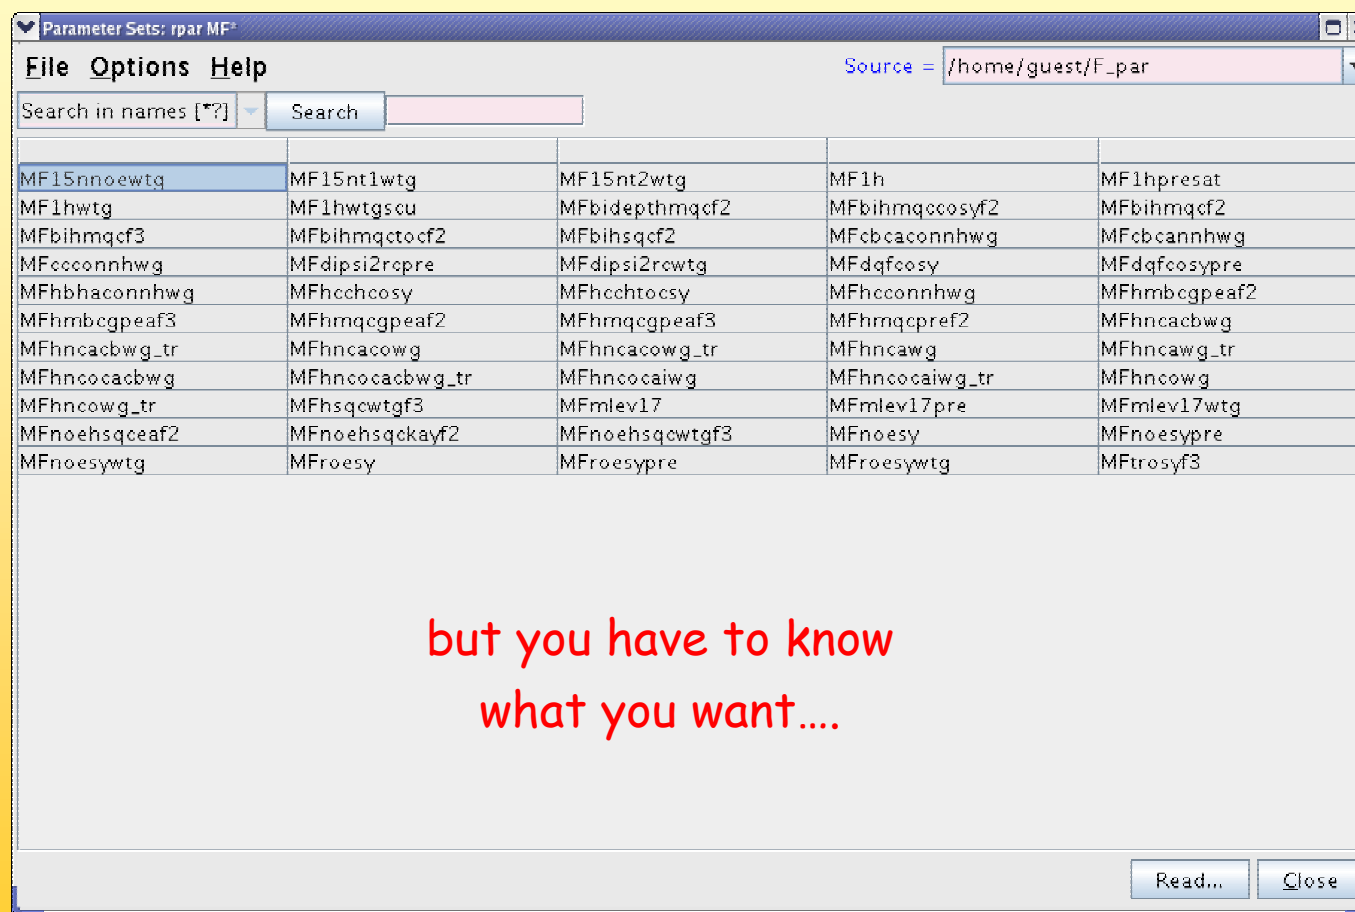 Parameter Sets: rpar MF*
File Options Help Source = /home/guest/F_par
Search in names [*?] Search
MF15nnoewtg MF15nt1wtg MF15nt2wtg MF1h MF1hpresat
MF1hwtg MF1hwtgscu MFbidepthmqcf2 MFbihmqccosyf2 MFbihmqcf2
MFbihmqcf3 MFbihmqctocf2 MFbihsqcf2 MFcbcaconnhwg MFcbcannhwg
MFccconnhwg MFdipsi2rcpre MFdipsi2rcwtg MFdqfcosy MFdqfcosypre
MFhbhaconnhwg MFhcchcosy MFhcchtocsy MFhcconnhwg MFhmbcgpeaf2
MFhmbcgpeaf3 MFhmqcgpeaf2 MFhmqcgpeaf3 MFhmqcpref2 MFhncacbwg
MFhncacbwg_tr MFhncacowg MFhncacowg_tr MFhncawg MFhncawg_tr
MFhncocacbwg MFhncocacbwg_tr MFhncocaiwg MFhncocaiwg_tr MFhncowg
MFhncowg_tr MFhsqcwtgf3 MFmlev17 MFmlev17pre MFmlev17wtg
MFnoehsqceaf2 MFnoehsqckayf2 MFnoehsqcwtgf3 MFnoesy MFnoesypre
MFnoesywtg MFroesy MFroesypre MFroesywtg MFtrosyf3
but you have to know
what you want....
Read... Close